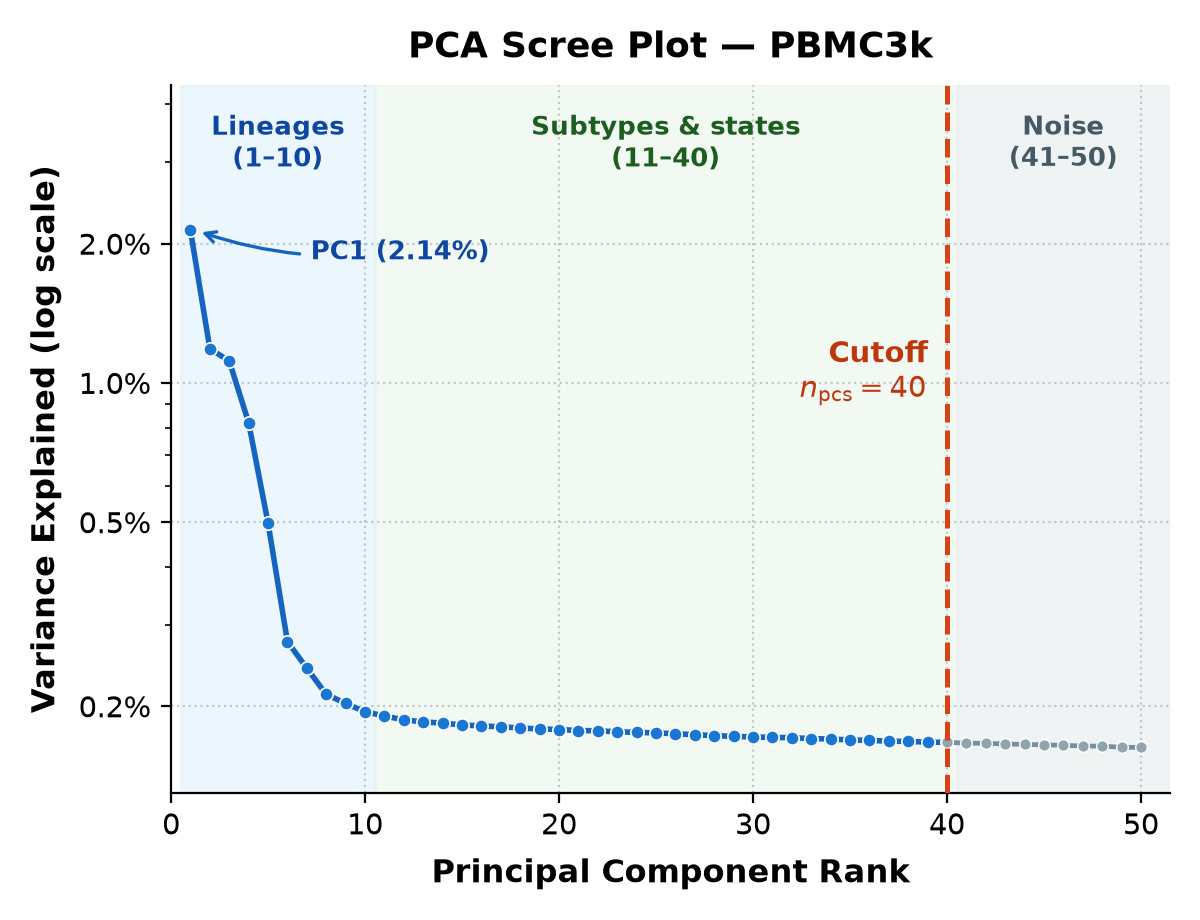 PCA Scree Plot — PBMC3k
Lineages
(1–10)
Subtypes & states
(11–40)
Noise
(41–50)
PC1 (2.14%)
Cutoff
n_pcs = 40
Variance Explained (log scale)
2.0%
1.0%
0.5%
0.2%
0 10 20 30 40 50
Principal Component Rank